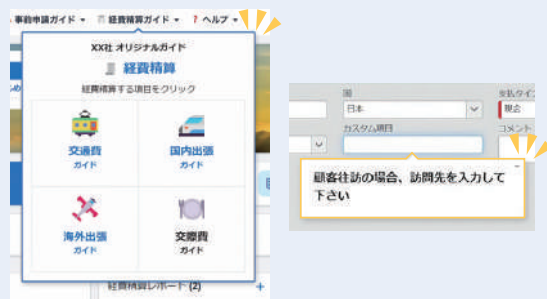 事前申請ガイド
経費精算ガイド
? ヘルプ
XX社 オリジナルガイド
経費精算
経費精算する項目をクリック
交通費
ガイド
国内出張
ガイド
海外出張
ガイド
交際費
ガイド
経費精算レポート (2)
+
国
支払タイ
日本
現金
カスタム項目
コメント
顧客往訪の場合、訪問先を入力して
下さい